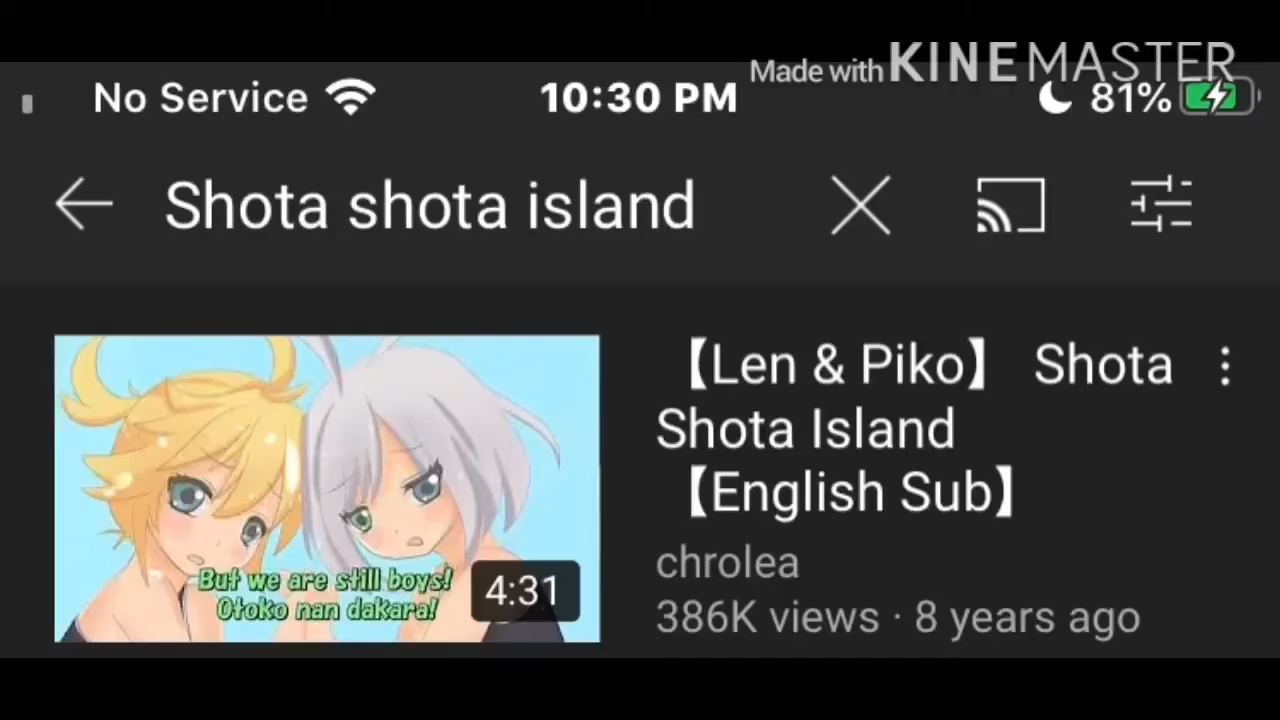 Made with KINEMASTER
No Service 10:30 PM 81%
Shota shota island
【Len & Piko】 Shota
Shota Island
【English Sub】
But we are still boys!
Otoko nan dakara!
4:31
chrolea
386K views · 8 years ago